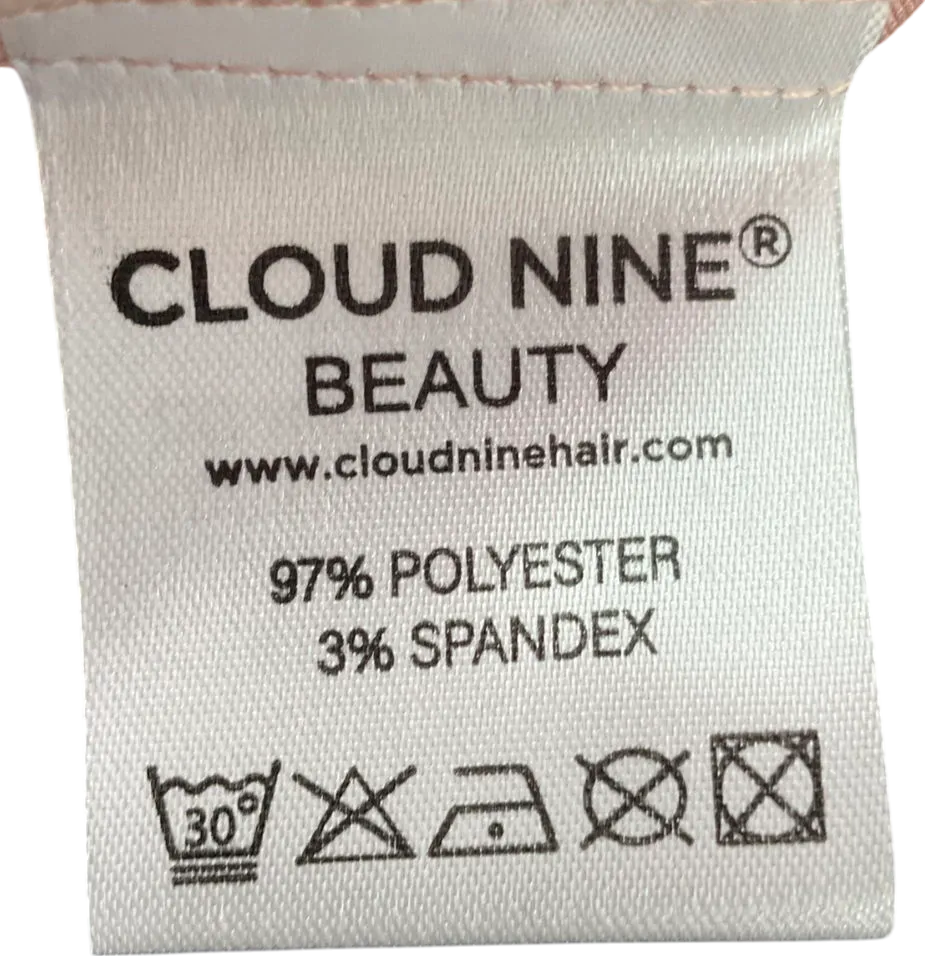 CLOUD NINE®
BEAUTY
www.cloudninehair.com
97% POLYESTER
3% SPANDEX
30°